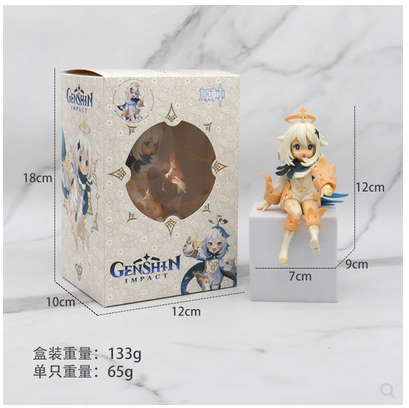 GENSHIN
IMPACT
18cm
12cm
GENSHIN
IMPACT
9cm
7cm
10cm
12cm
盒装重量：133g
单只重量：65g